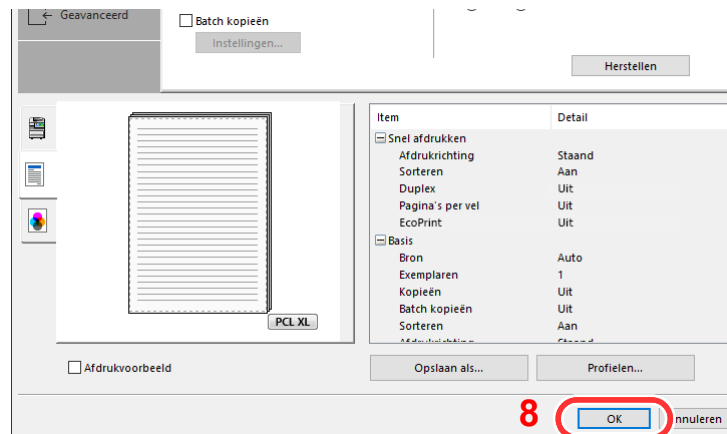 Geavanceerd
Batch kopieën
Instellingen...
Herstellen
Item Detail
Snel afdrukken
Afdrukrichting Staand
Sorteren Aan
Duplex Uit
Pagina's per vel Uit
EcoPrint Uit
Basis
Bron Auto
Exemplaren 1
Kopieën Uit
Batch kopieën Uit
Sorteren Aan
PCL XL
Afdrukvoorbeeld
Opslaan als... Profielen...
8 OK nnuleren